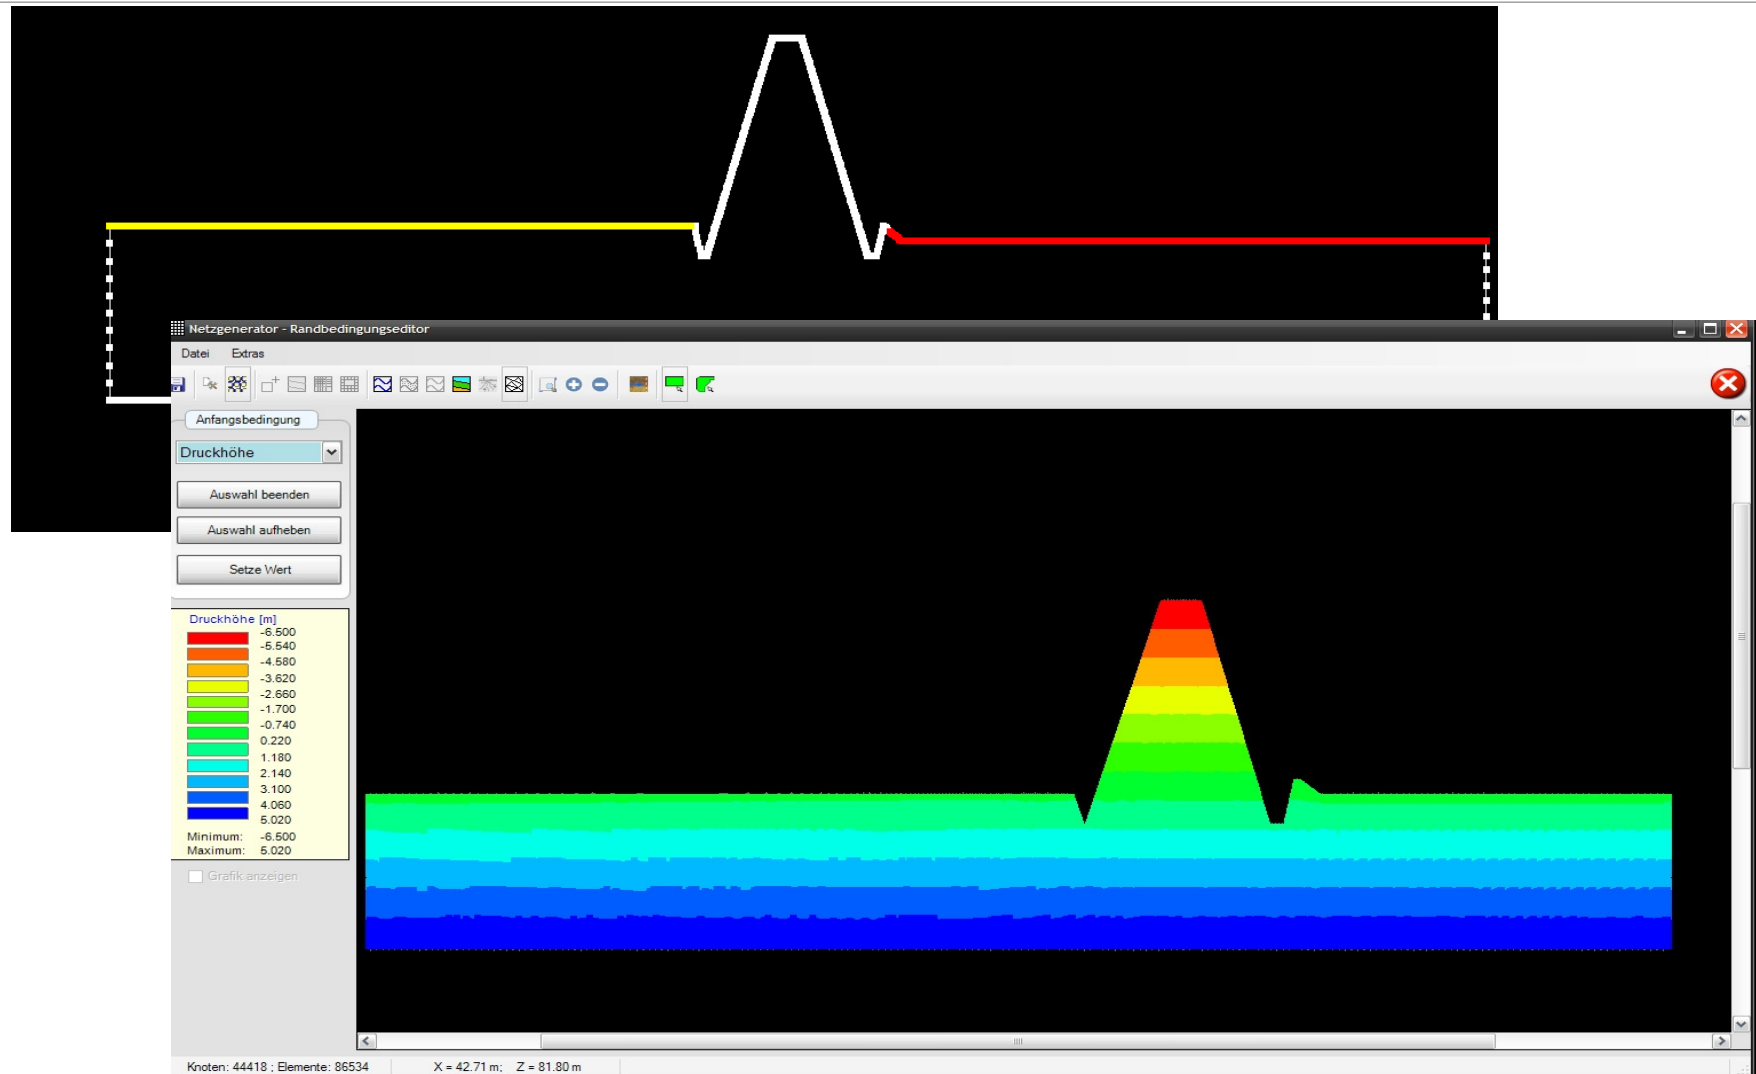 Netzgenerator - Randbedingungseditor
Datei Extras
Anfangsbedingung
Druckhöhe
Auswahl beenden
Auswahl aufheben
Setze Wert
Druckhöhe [m]
-6.500
-5.540
-4.580
-3.620
-2.660
-1.700
-0.740
0.220
1.180
2.140
3.100
4.060
5.020
Minimum: -6.500
Maximum: 5.020
Grafik anzeigen
Knoten: 44418 ; Elemente: 86534 X = 42.71 m; Z = 81.80 m